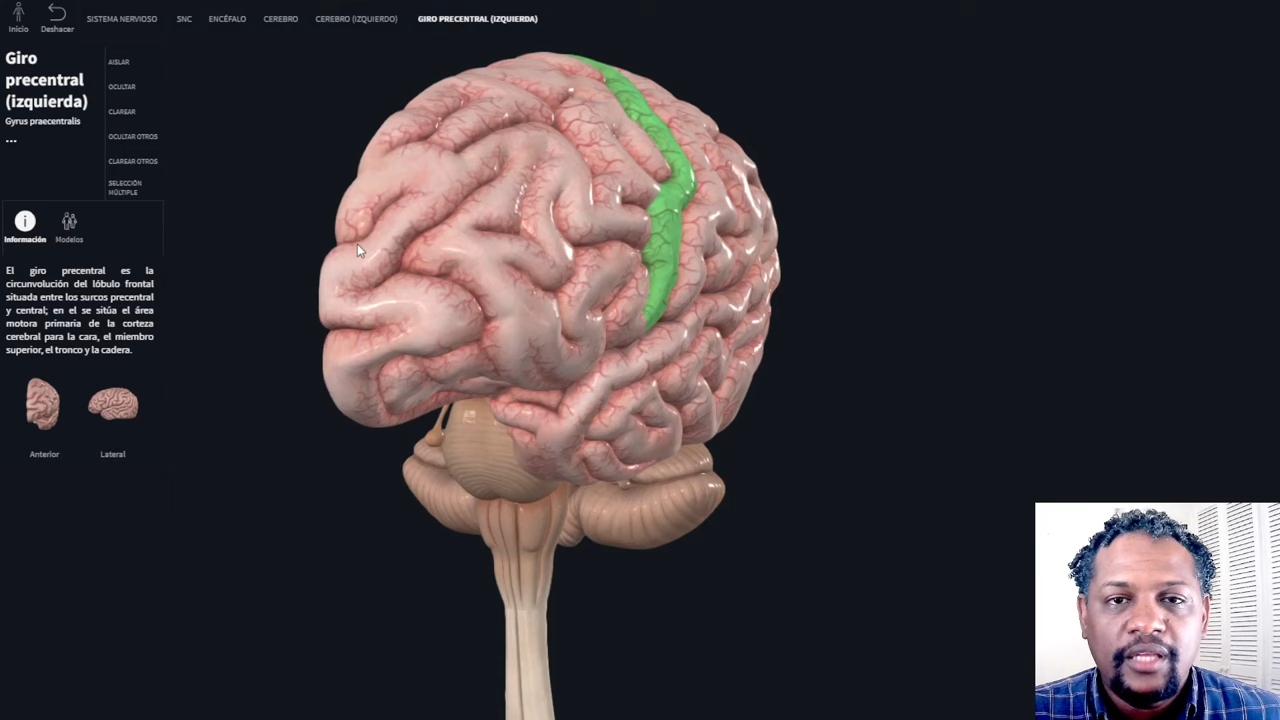 Inicio
Deshacer
SISTEMA NERVIOSO
SNC
ENCÉFALO
CEREBRO
CEREBRO (IZQUIERDO)
GIRO PRECENTRAL (IZQUIERDA)
Giro
precentral
(izquierda)
Gyrus praecentralis
...
AISLAR
OCULTAR
CLAREAR
OCULTAR OTROS
CLAREAR OTROS
SELECCIÓN
MÚLTIPLE
Información
Modelos
El giro precentral es la
circunvolución del lóbulo frontal
situada entre los surcos precentral
y central; en el se sitúa el área
motora primaria de la corteza
cerebral para la cara, el miembro
superior, el tronco y la cadera.
Anterior
Lateral